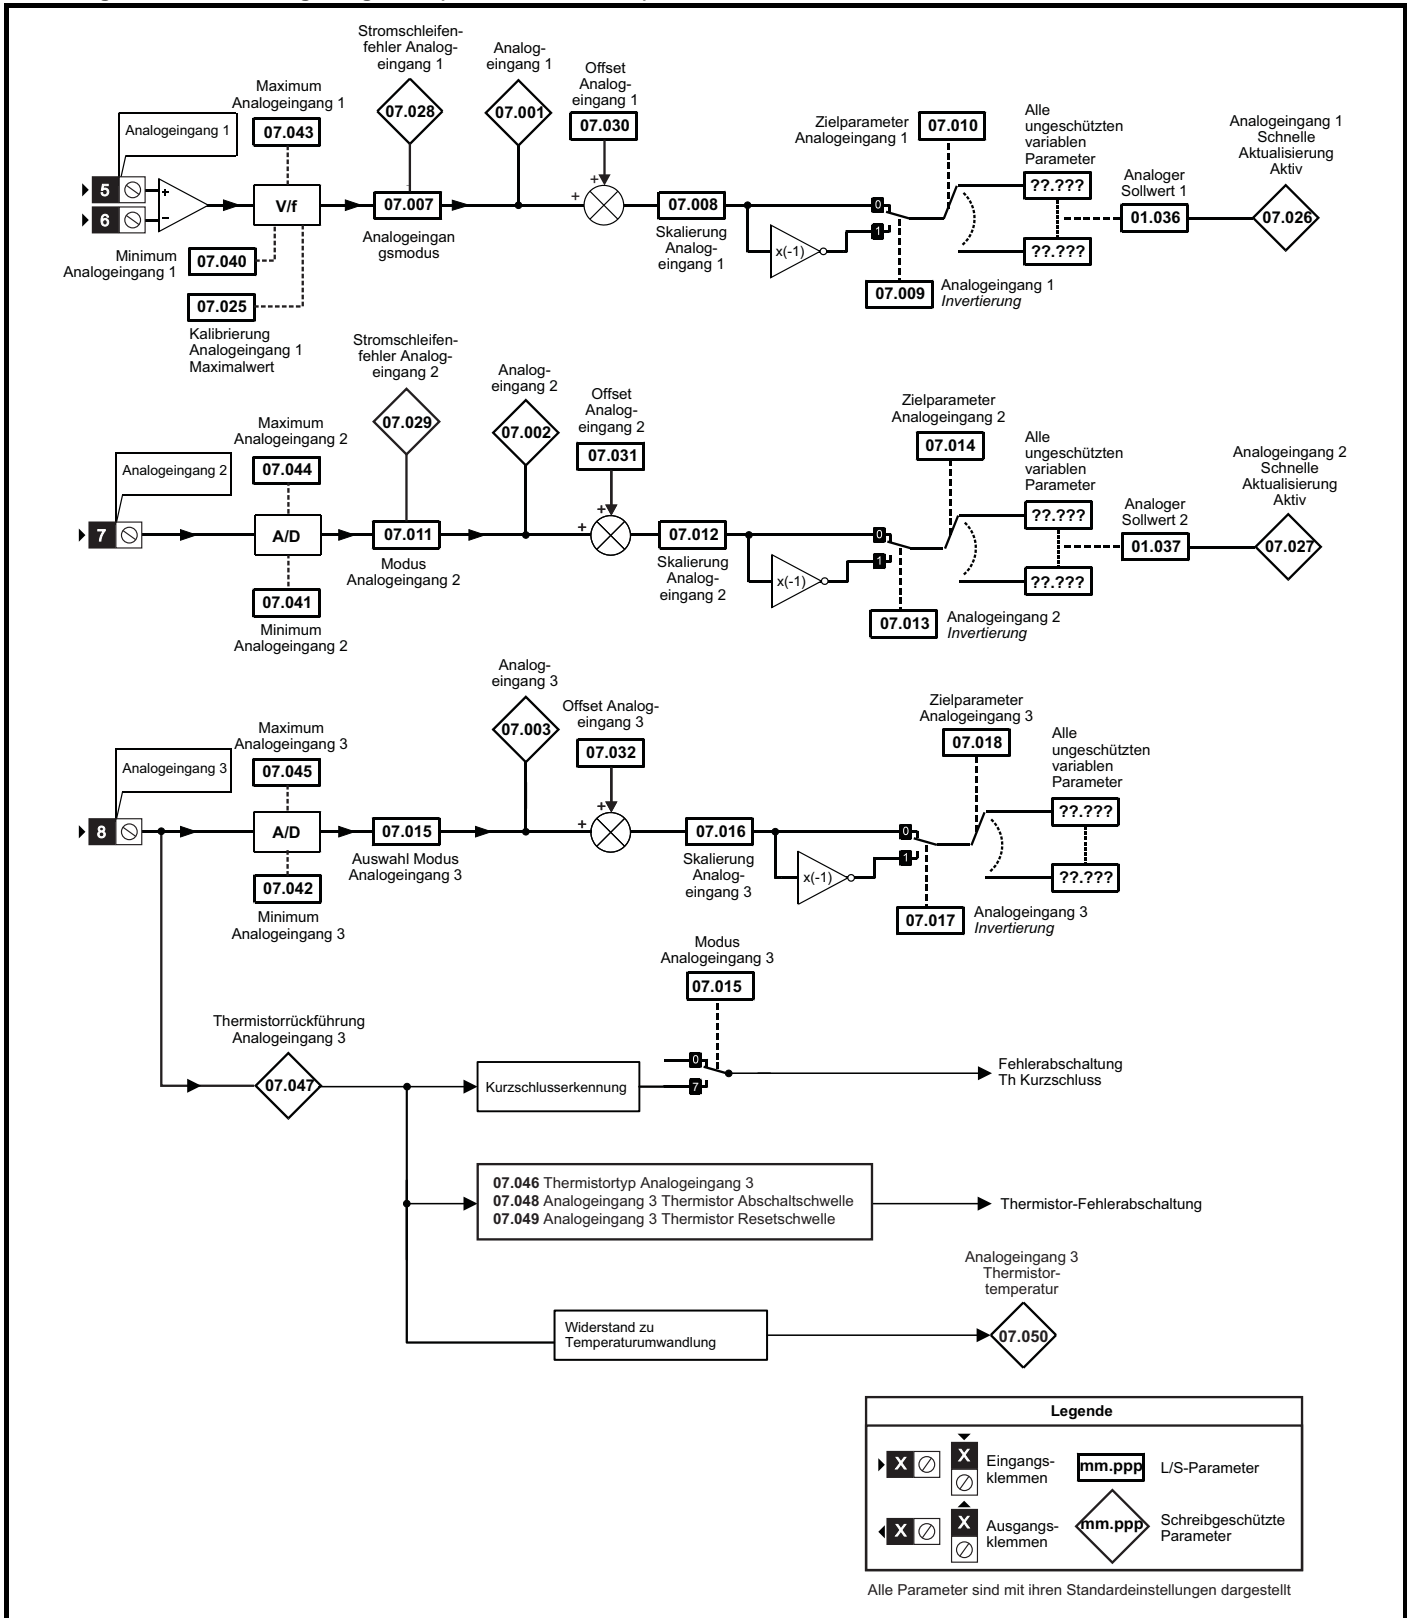 Stromschleifen-
fehler Analog-
eingang 1
Analog-
eingang 1
Offset
Analog-
eingang 1
Maximum
Analogeingang 1
07.028
07.001
07.030
Zielparameter
Analogeingang 1
07.010
Alle
ungeschützten
variablen
Parameter
Analogeingang 1
Schnelle
Aktualisierung
Aktiv
Analogeingang 1
07.043
5
6
+
−
V/f
07.007
Analogeingan
gsmodus
+
+
07.008
Skalierung
Analog-
eingang 1
x(-1)
0
1
??.???
??.???
Analoger
Sollwert 1
01.036
07.026
Minimum
Analogeingang 1
07.040
07.025
Kalibrierung
Analogeingang 1
Maximalwert
07.009
Analogeingang 1
Invertierung
Stromschleifen-
fehler Analog-
eingang 2
Analog-
eingang 2
Offset
Analog-
eingang 2
Maximum
Analogeingang 2
07.029
07.002
07.031
Zielparameter
Analogeingang 2
07.014
Alle
ungeschützten
variablen
Parameter
Analogeingang 2
Schnelle
Aktualisierung
Aktiv
Analogeingang 2
07.044
7
A/D
07.011
Modus
Analogeingang 2
+
+
07.012
Skalierung
Analog-
eingang 2
x(-1)
0
1
??.???
??.???
Analoger
Sollwert 2
01.037
07.027
07.041
Minimum
Analogeingang 2
07.013
Analogeingang 2
Invertierung
Analog-
eingang 3
Offset Analog-
eingang 3
Maximum
Analogeingang 3
07.003
07.032
Zielparameter
Analogeingang 3
07.018
Alle
ungeschützten
variablen
Parameter
Analogeingang 3
07.045
8
A/D
07.015
Auswahl Modus
Analogeingang 3
+
+
07.016
Skalierung
Analog-
eingang 3
x(-1)
0
1
??.???
??.???
07.042
Minimum
Analogeingang 3
07.017
Analogeingang 3
Invertierung
Modus
Analogeingang 3
07.015
Thermistorrückführung
Analogeingang 3
07.047
Kurzschlusserkennung
0
7
Fehlerabschaltung
Th Kurzschluss
07.046 Thermistortyp Analogeingang 3
07.048 Analogeingang 3 Thermistor Abschaltschwelle
07.049 Analogeingang 3 Thermistor Resetschwelle
Thermistor-Fehlerabschaltung
Analogeingang 3
Thermistor-
temperatur
Widerstand zu
Temperaturumwandlung
07.050
Legende
X
X
Eingangs-
klemmen
mm.ppp
L/S-Parameter
X
X
Ausgangs-
klemmen
mm.ppp
Schreibgeschützte
Parameter
Alle Parameter sind mit ihren Standardeinstellungen dargestellt